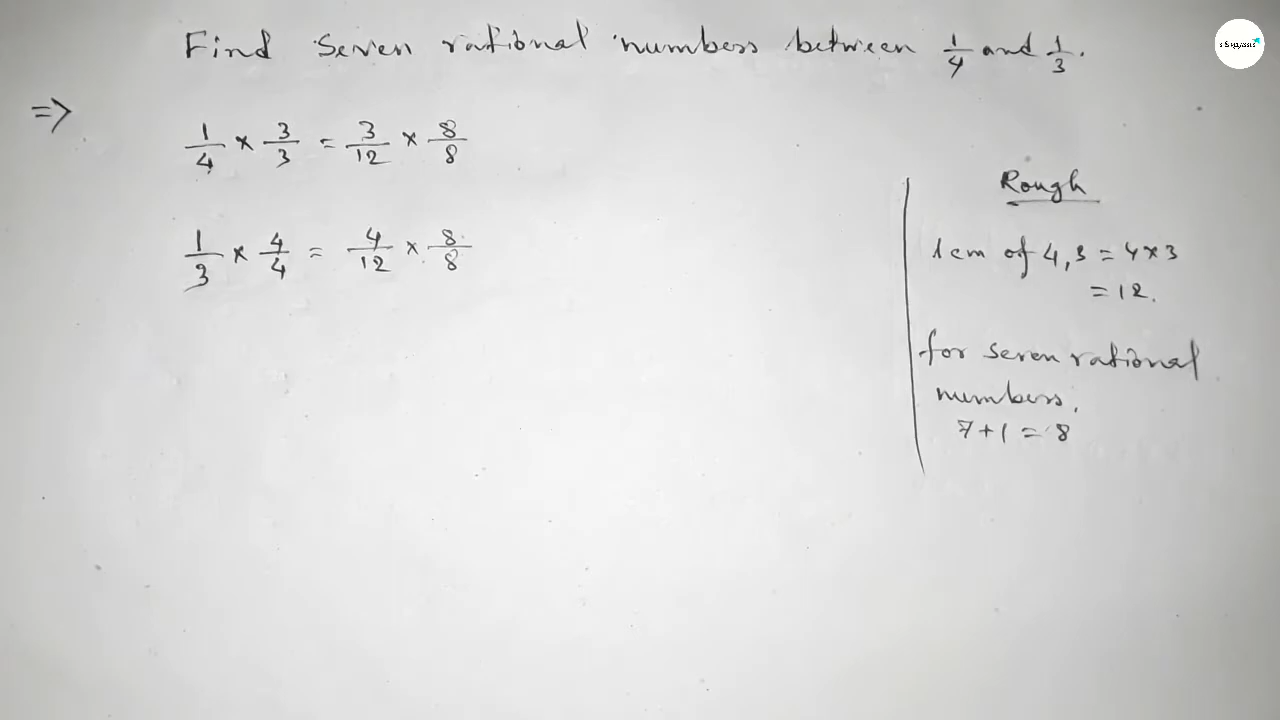 Find seven rational numbers between 1/4 and 1/3.
=>
1/4 × 3/3 = 3/12 × 8/8
1/3 × 4/4 = 4/12 × 8/8
Rough
lcm of 4, 3 = 4×3
= 12.
for seven rational
numbers,
7+1 = 8